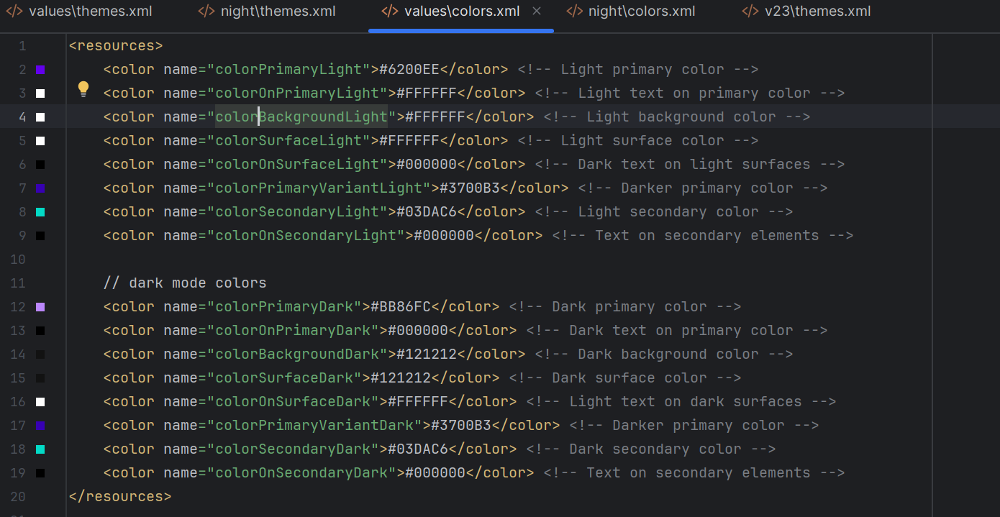 </> values\themes.xml </> night\themes.xml </> values\colors.xml × </> night\colors.xml </> v23\themes.xml
1 <resources>
2 <color name="colorPrimaryLight">#6200EE</color> <!-- Light primary color -->
3 <color name="colorOnPrimaryLight">#FFFFFF</color> <!-- Light text on primary color -->
4 <color name="colorBackgroundLight">#FFFFFF</color> <!-- Light background color -->
5 <color name="colorSurfaceLight">#FFFFFF</color> <!-- Light surface color -->
6 <color name="colorOnSurfaceLight">#000000</color> <!-- Dark text on light surfaces -->
7 <color name="colorPrimaryVariantLight">#3700B3</color> <!-- Darker primary color -->
8 <color name="colorSecondaryLight">#03DAC6</color> <!-- Light secondary color -->
9 <color name="colorOnSecondaryLight">#000000</color> <!-- Text on secondary elements -->
10
11 // dark mode colors
12 <color name="colorPrimaryDark">#BB86FC</color> <!-- Dark primary color -->
13 <color name="colorOnPrimaryDark">#000000</color> <!-- Dark text on primary color -->
14 <color name="colorBackgroundDark">#121212</color> <!-- Dark background color -->
15 <color name="colorSurfaceDark">#121212</color> <!-- Dark surface color -->
16 <color name="colorOnSurfaceDark">#FFFFFF</color> <!-- Light text on dark surfaces -->
17 <color name="colorPrimaryVariantDark">#3700B3</color> <!-- Darker primary color -->
18 <color name="colorSecondaryDark">#03DAC6</color> <!-- Dark secondary color -->
19 <color name="colorOnSecondaryDark">#000000</color> <!-- Text on secondary elements -->
20 </resources>